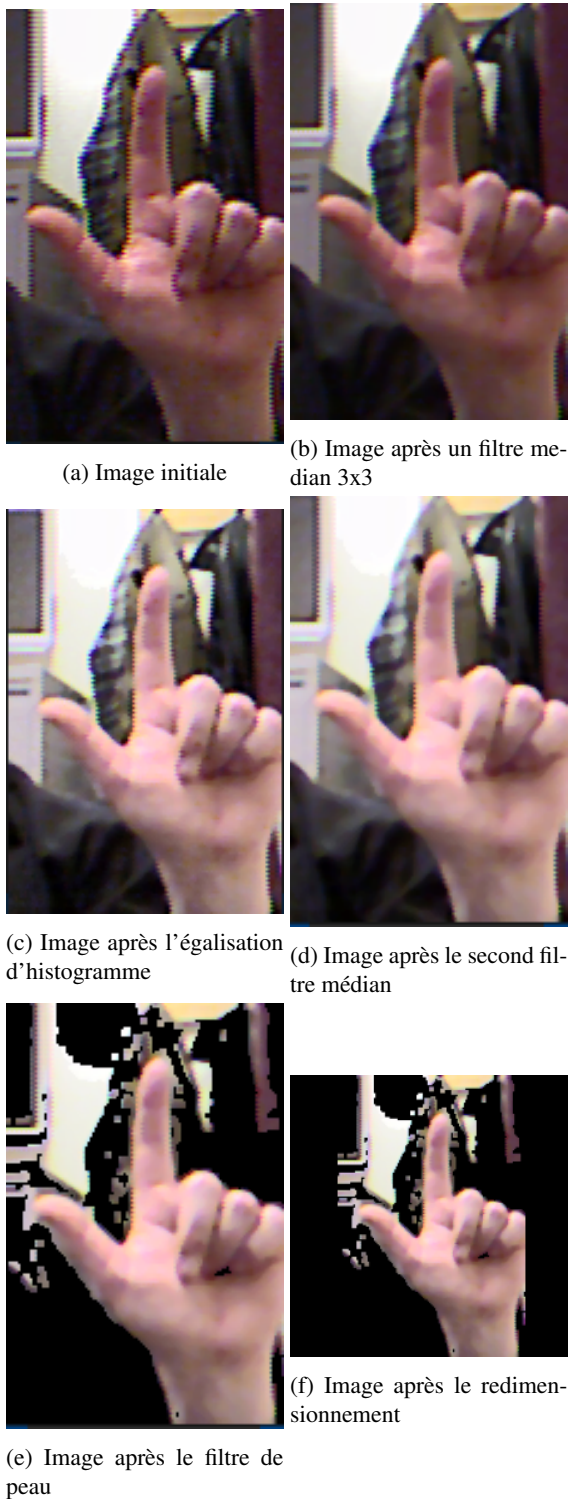 (a) Image initiale
(b) Image après un filtre me-
dian 3x3
(c) Image après l'égalisation
d'histogramme
(d) Image après le second fil-
tre médian
(e) Image après le filtre de
peau
(f) Image après le redimen-
sionnement